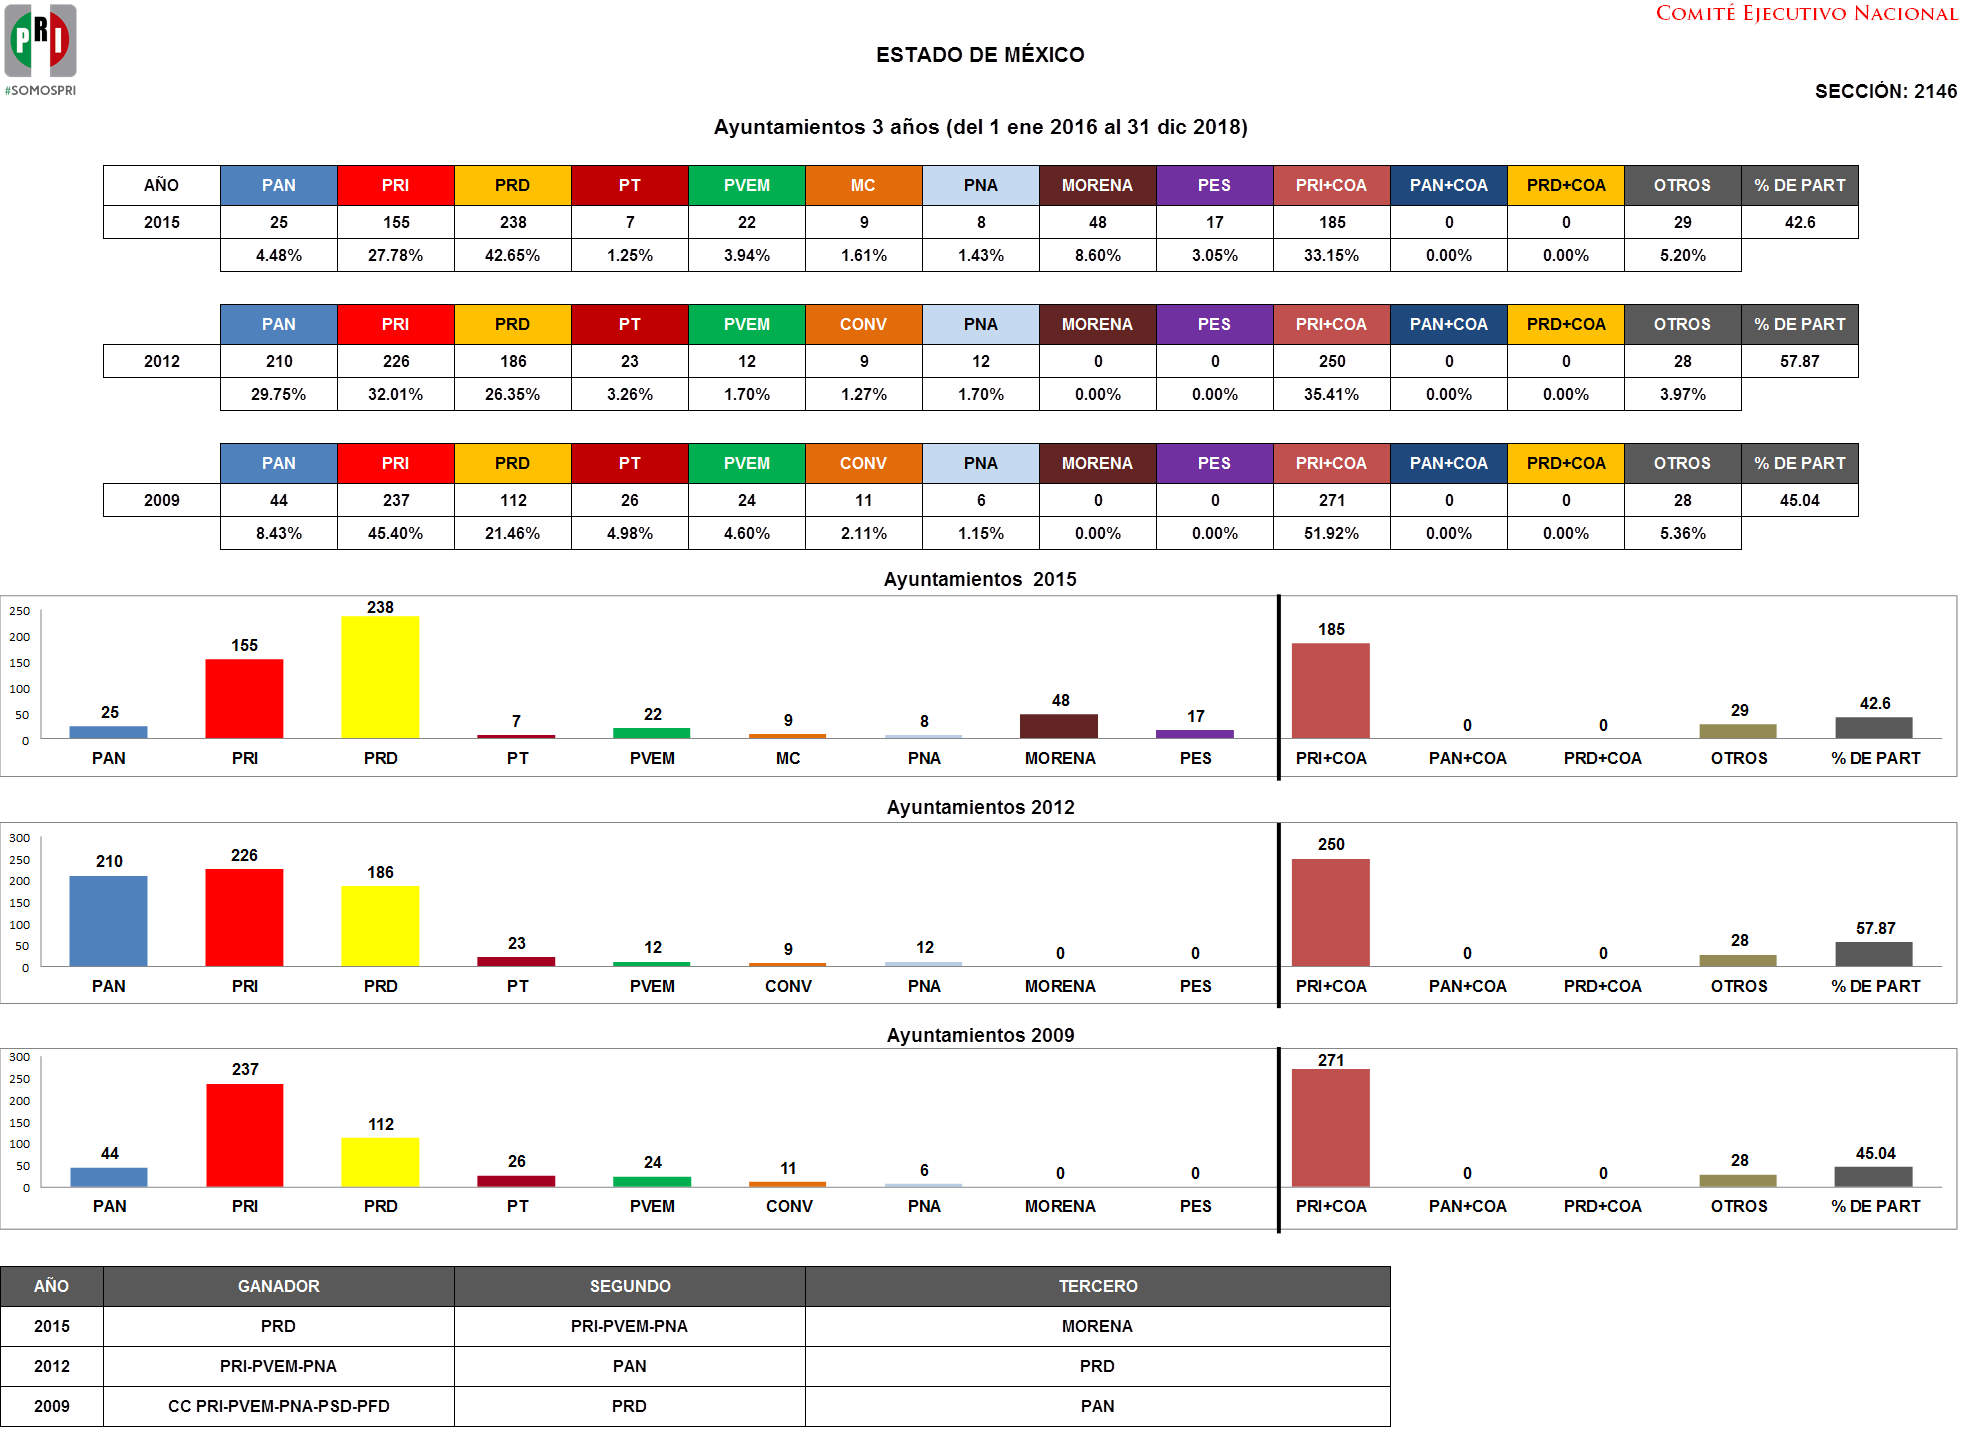 PRI
#SOMOSPRI
COMITÉ EJECUTIVO NACIONAL
ESTADO DE MÉXICO
SECCIÓN: 2146
Ayuntamientos 3 años (del 1 ene 2016 al 31 dic 2018)
AÑO PAN PRI PRD PT PVEM MC PNA MORENA PES PRI+COA PAN+COA PRD+COA OTROS % DE PART
2015 25 155 238 7 22 9 8 48 17 185 0 0 29 42.6
4.48% 27.78% 42.65% 1.25% 3.94% 1.61% 1.43% 8.60% 3.05% 33.15% 0.00% 0.00% 5.20%
PAN PRI PRD PT PVEM CONV PNA MORENA PES PRI+COA PAN+COA PRD+COA OTROS % DE PART
2012 210 226 186 23 12 9 12 0 0 250 0 0 28 57.87
29.75% 32.01% 26.35% 3.26% 1.70% 1.27% 1.70% 0.00% 0.00% 35.41% 0.00% 0.00% 3.97%
PAN PRI PRD PT PVEM CONV PNA MORENA PES PRI+COA PAN+COA PRD+COA OTROS % DE PART
2009 44 237 112 26 24 11 6 0 0 271 0 0 28 45.04
8.43% 45.40% 21.46% 4.98% 4.60% 2.11% 1.15% 0.00% 0.00% 51.92% 0.00% 0.00% 5.36%
Ayuntamientos 2015
250
200
150
100
50
0
25 155 238 7 22 9 8 48 17 185 0 0 29 42.6
PAN PRI PRD PT PVEM MC PNA MORENA PES PRI+COA PAN+COA PRD+COA OTROS % DE PART
Ayuntamientos 2012
300
250
200
150
100
50
0
210 226 186 23 12 9 12 0 0 250 0 0 28 57.87
PAN PRI PRD PT PVEM CONV PNA MORENA PES PRI+COA PAN+COA PRD+COA OTROS % DE PART
Ayuntamientos 2009
300
250
200
150
100
50
0
44 237 112 26 24 11 6 0 0 271 0 0 28 45.04
PAN PRI PRD PT PVEM CONV PNA MORENA PES PRI+COA PAN+COA PRD+COA OTROS % DE PART
AÑO GANADOR SEGUNDO TERCERO
2015 PRD PRI-PVEM-PNA MORENA
2012 PRI-PVEM-PNA PAN PRD
2009 CC PRI-PVEM-PNA-PSD-PFD PRD PAN